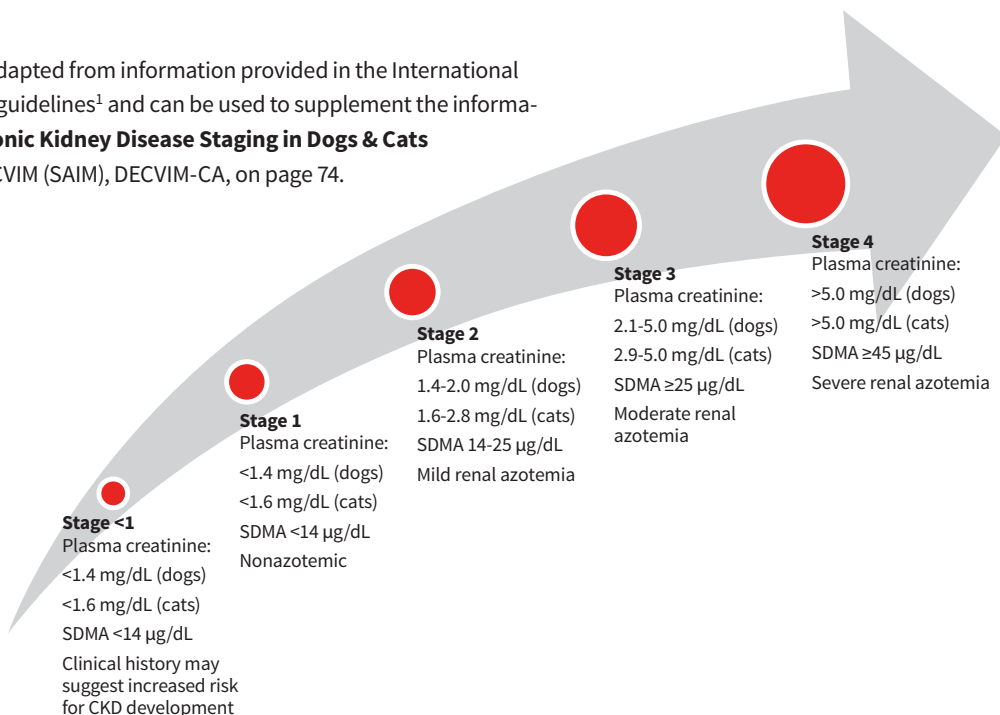 dapted from information provided in the International
guidelines¹ and can be used to supplement the informa-
onic Kidney Disease Staging in Dogs & Cats
CVIM (SAIM), DECVIM-CA, on page 74.
Stage <1
Plasma creatinine:
<1.4 mg/dL (dogs)
<1.6 mg/dL (cats)
SDMA <14 µg/dL
Clinical history may
suggest increased risk
for CKD development
Stage 1
Plasma creatinine:
<1.4 mg/dL (dogs)
<1.6 mg/dL (cats)
SDMA <14 µg/dL
Nonazotemic
Stage 2
Plasma creatinine:
1.4-2.0 mg/dL (dogs)
1.6-2.8 mg/dL (cats)
SDMA 14-25 µg/dL
Mild renal azotemia
Stage 3
Plasma creatinine:
2.1-5.0 mg/dL (dogs)
2.9-5.0 mg/dL (cats)
SDMA ≥25 µg/dL
Moderate renal
azotemia
Stage 4
Plasma creatinine:
>5.0 mg/dL (dogs)
>5.0 mg/dL (cats)
SDMA ≥45 µg/dL
Severe renal azotemia